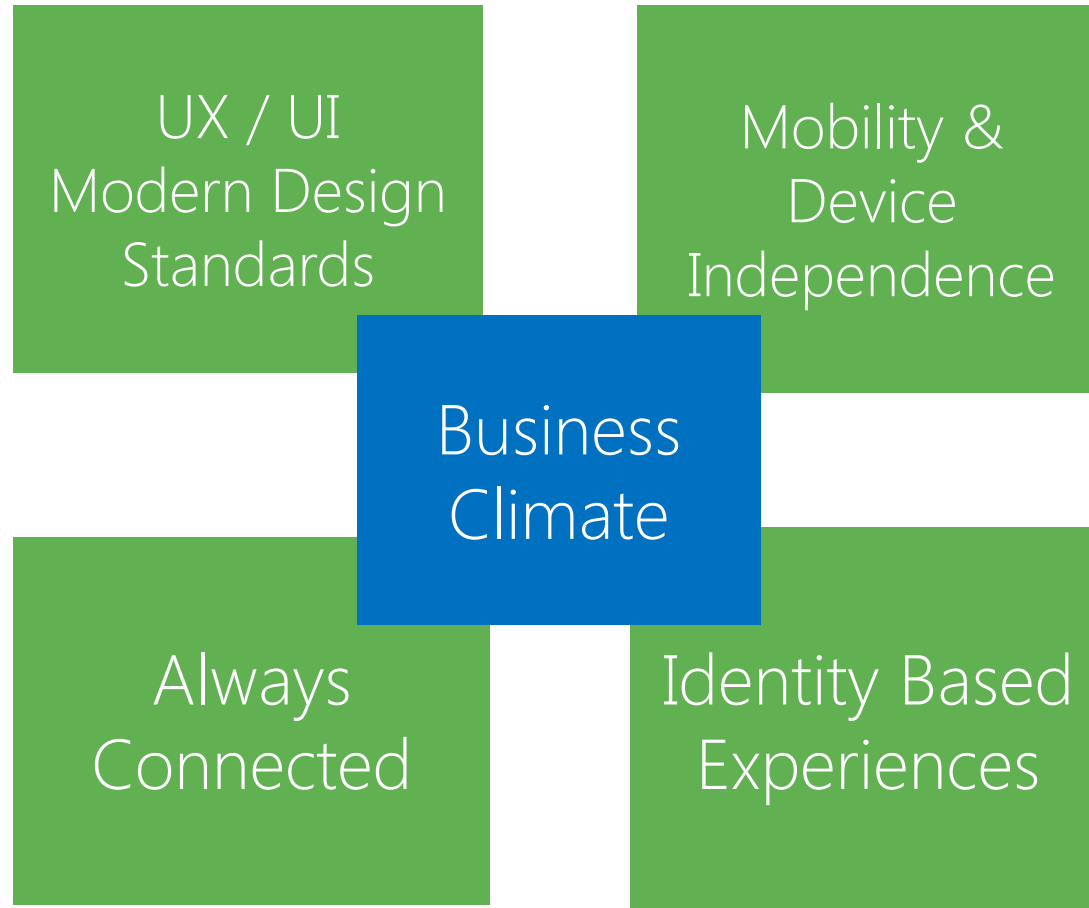 UX / UI
Modern Design
Standards
Mobility &
Device
Independence
Business
Climate
Always
Connected
Identity Based
Experiences